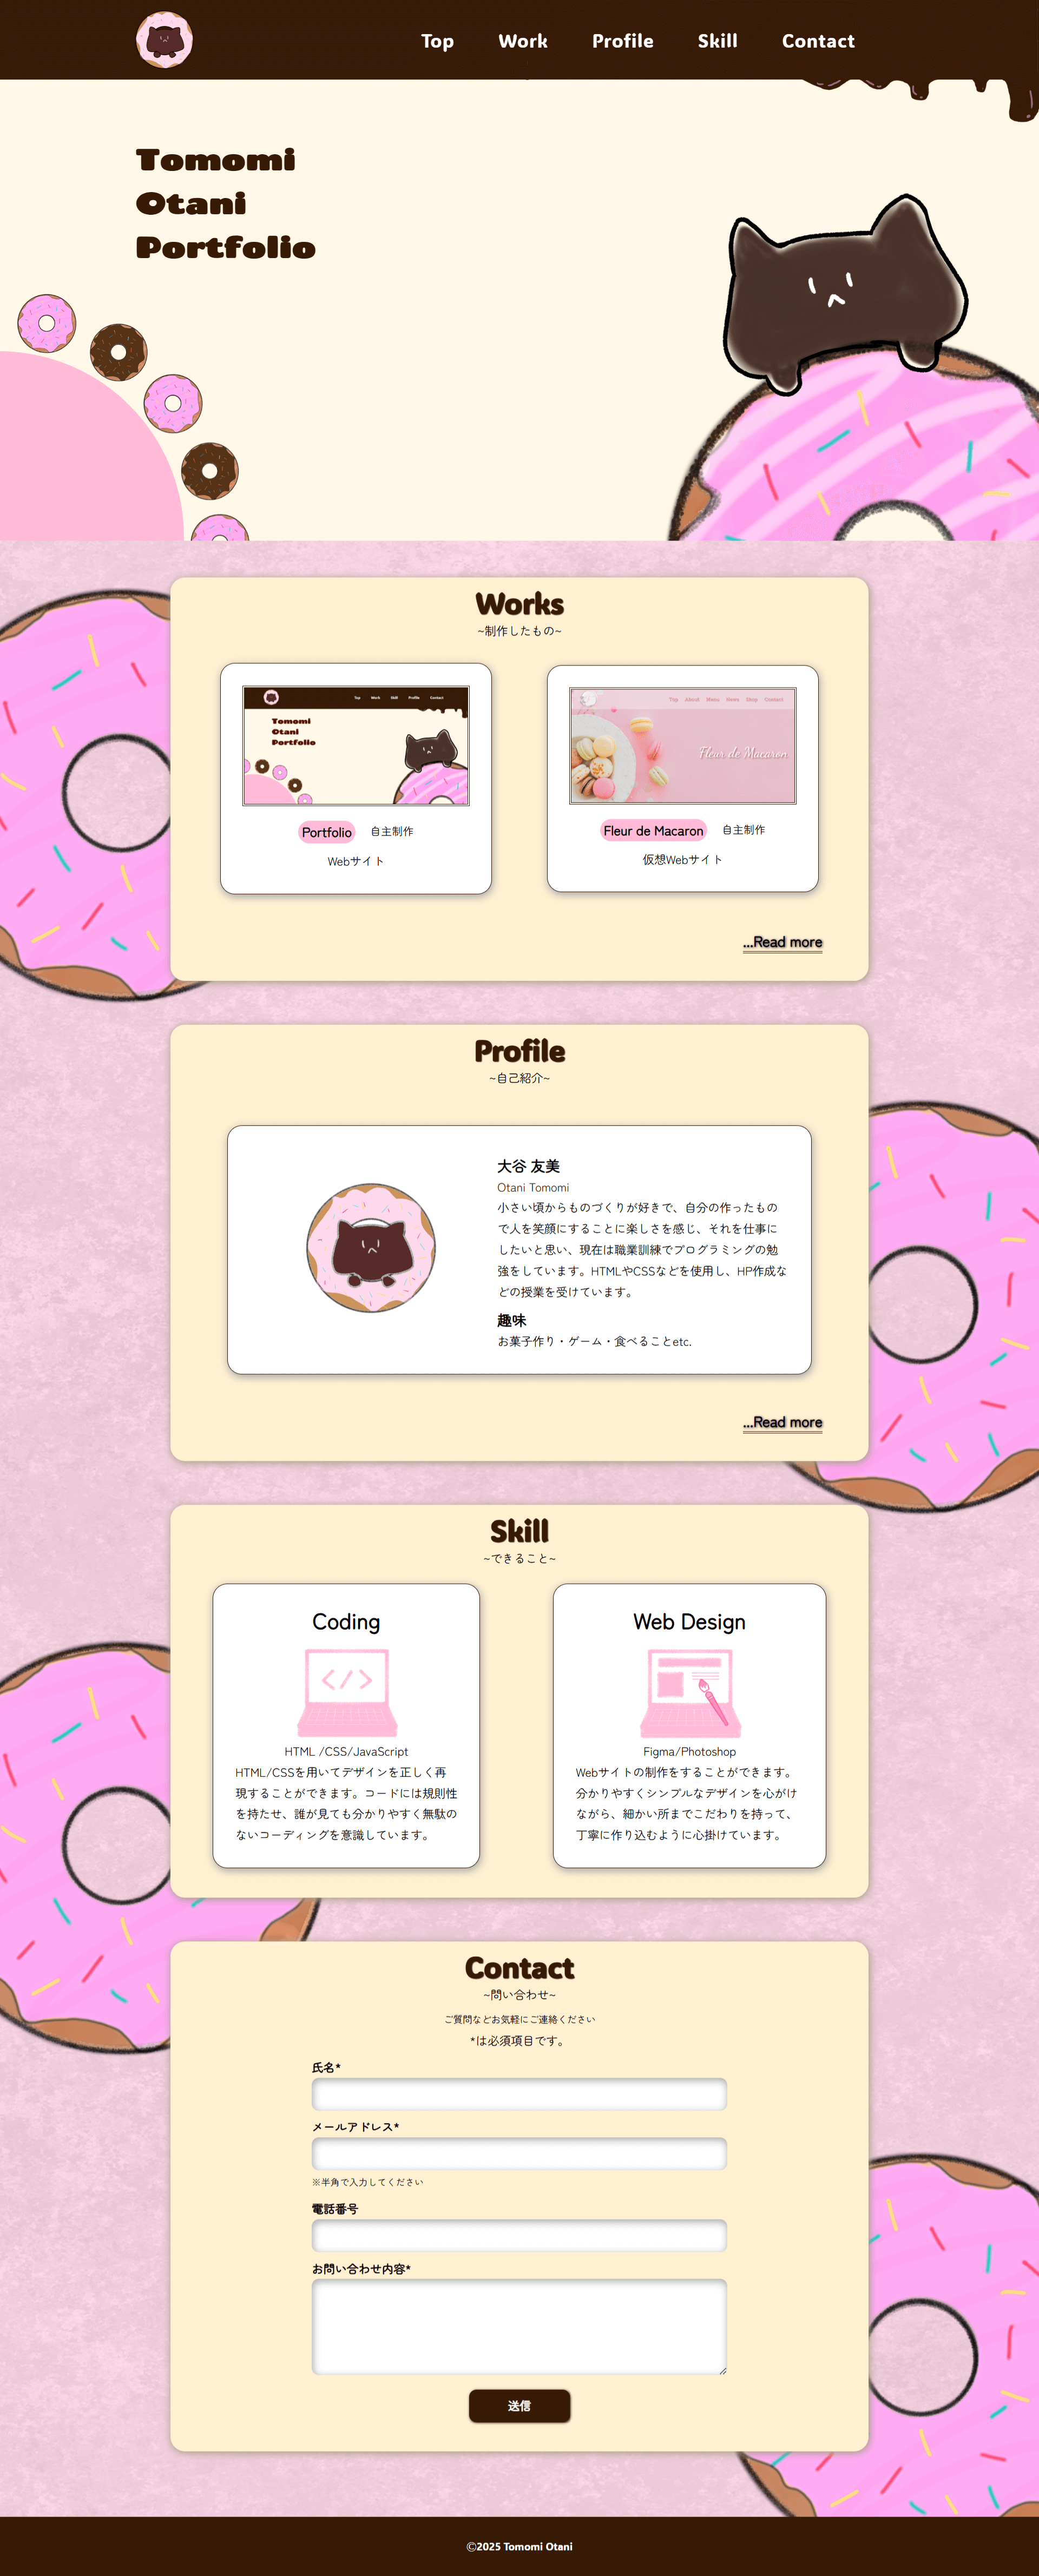 Top Work Profile Skill Contact
Tomomi
Otani
Portfolio
Works
~制作したもの~
Top Work Skill Profile Contact
Tomomi
Otani
Portfolio
Portfolio 自主制作
Webサイト
Top About Menu News Shop Contact
Fleur de Macaron
Fleur de Macaron 自主制作
仮想Webサイト
...Read more
Profile
~自己紹介~
大谷 友美
Otani Tomomi
小さい頃からものづくりが好きで、自分の作ったもの
で人を笑顔にすることに楽しさを感じ、それを仕事に
したいと思い、現在は職業訓練でプログラミングの勉
強をしています。HTMLやCSSなどを使用し、HP作成な
どの授業を受けています。
趣味
お菓子作り・ゲーム・食べることetc.
...Read more
Skill
~できること~
Coding
HTML /CSS/JavaScript
HTML/CSSを用いてデザインを正しく再
現することができます。コードには規則性
を持たせ、誰が見ても分かりやすく無駄の
ないコーディングを意識しています。
Web Design
Figma/Photoshop
Webサイトの制作をすることができます。
分かりやすくシンプルなデザインを心がけ
ながら、細かい所までこだわりを持って、
丁寧に作り込むように心掛けています。
Contact
~問い合わせ~
ご質問などお気軽にご連絡ください
*は必須項目です。
氏名*
メールアドレス*
※半角で入力してください
電話番号
お問い合わせ内容*
送信
©2025 Tomomi Otani